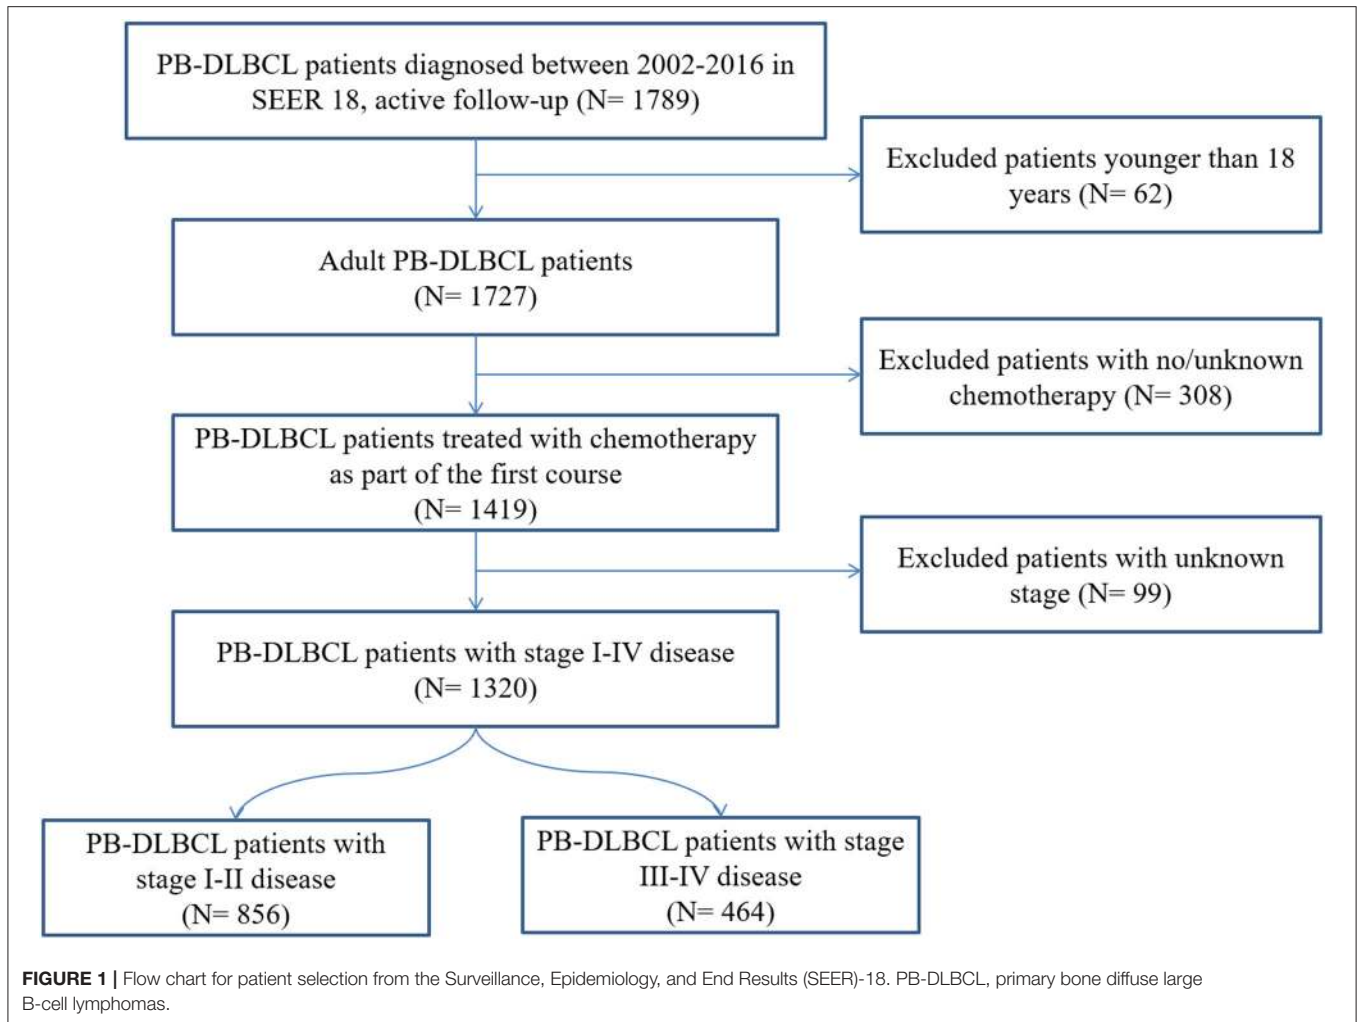 PB-DLBCL patients diagnosed between 2002-2016 in
SEER 18, active follow-up (N= 1789)
Excluded patients younger than 18
years (N= 62)
Adult PB-DLBCL patients
(N= 1727)
Excluded patients with no/unknown
chemotherapy (N= 308)
PB-DLBCL patients treated with chemotherapy
as part of the first course
(N= 1419)
Excluded patients with unknown
stage (N= 99)
PB-DLBCL patients with stage I-IV disease
(N= 1320)
PB-DLBCL patients with
stage I-II disease
(N= 856)
PB-DLBCL patients with stage
III-IV disease
(N= 464)
FIGURE 1 | Flow chart for patient selection from the Surveillance, Epidemiology, and End Results (SEER)-18. PB-DLBCL, primary bone diffuse large
B-cell lymphomas.